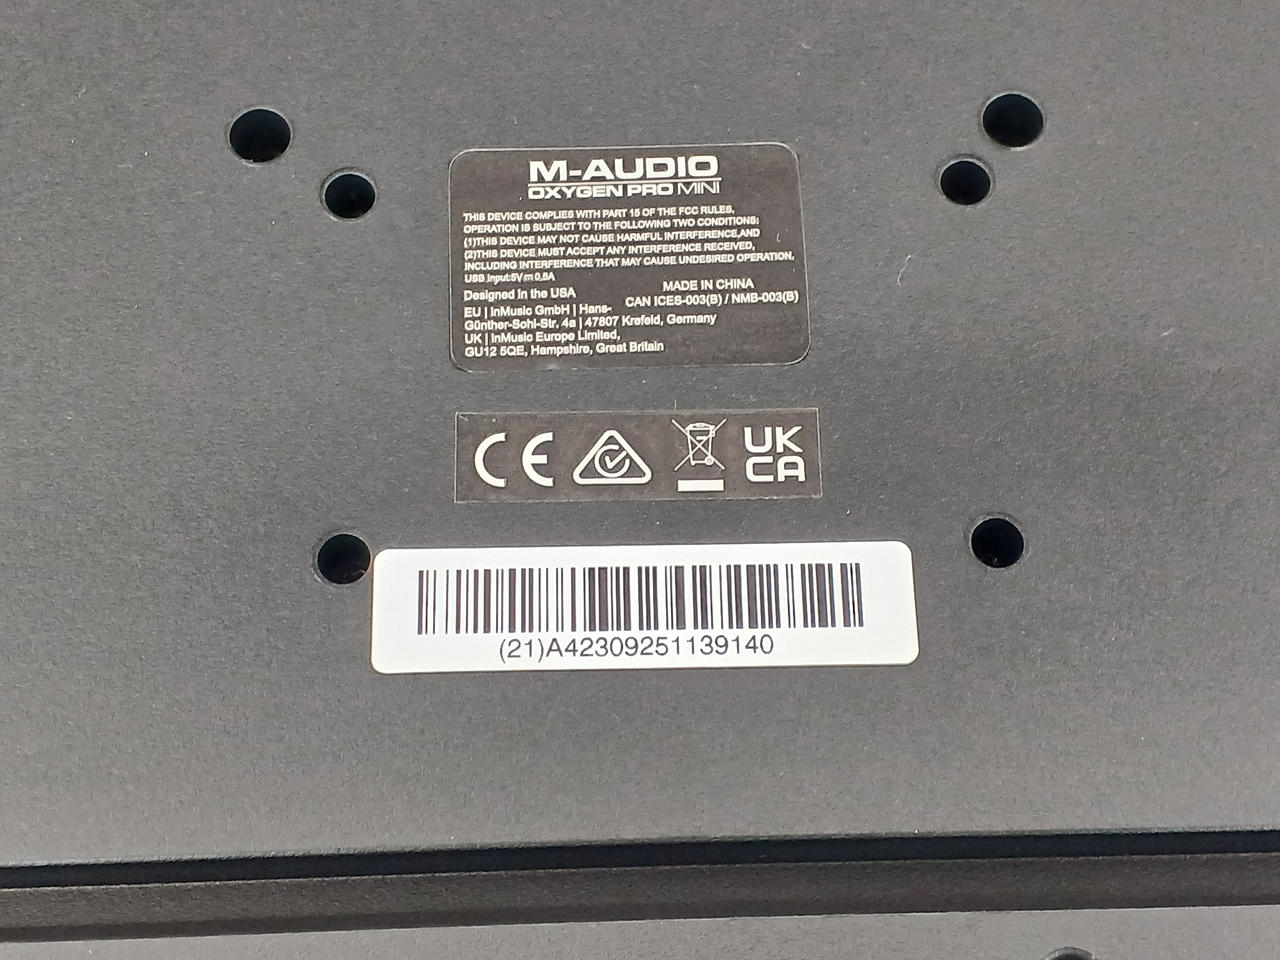 M-AUDIO
OXYGEN PRO MINI
THIS DEVICE COMPLIES WITH PART 15 OF THE FCC RULES,
OPERATION IS SUBJECT TO THE FOLLOWING TWO CONDITIONS:
(1)THIS DEVICE MAY NOT CAUSE HARMFUL INTERFERENCE,AND
(2)THIS DEVICE MUST ACCEPT ANY INTERFERENCE RECEIVED,
INCLUDING INTERFERENCE THAT MAY CAUSE UNDESIRED OPERATION.
USB Input:5V⎓0.5A
Designed in the USA
MADE IN CHINA
CAN ICES-003(B) / NMB-003(B)
EU | InMusic GmbH | Hans-
Günther-Sohl-Str. 4a | 47807 Krefeld, Germany
UK | InMusic Europe Limited,
GU12 5QE, Hampshire, Great Britain
CE
UK
CA
(21)A42309251139140